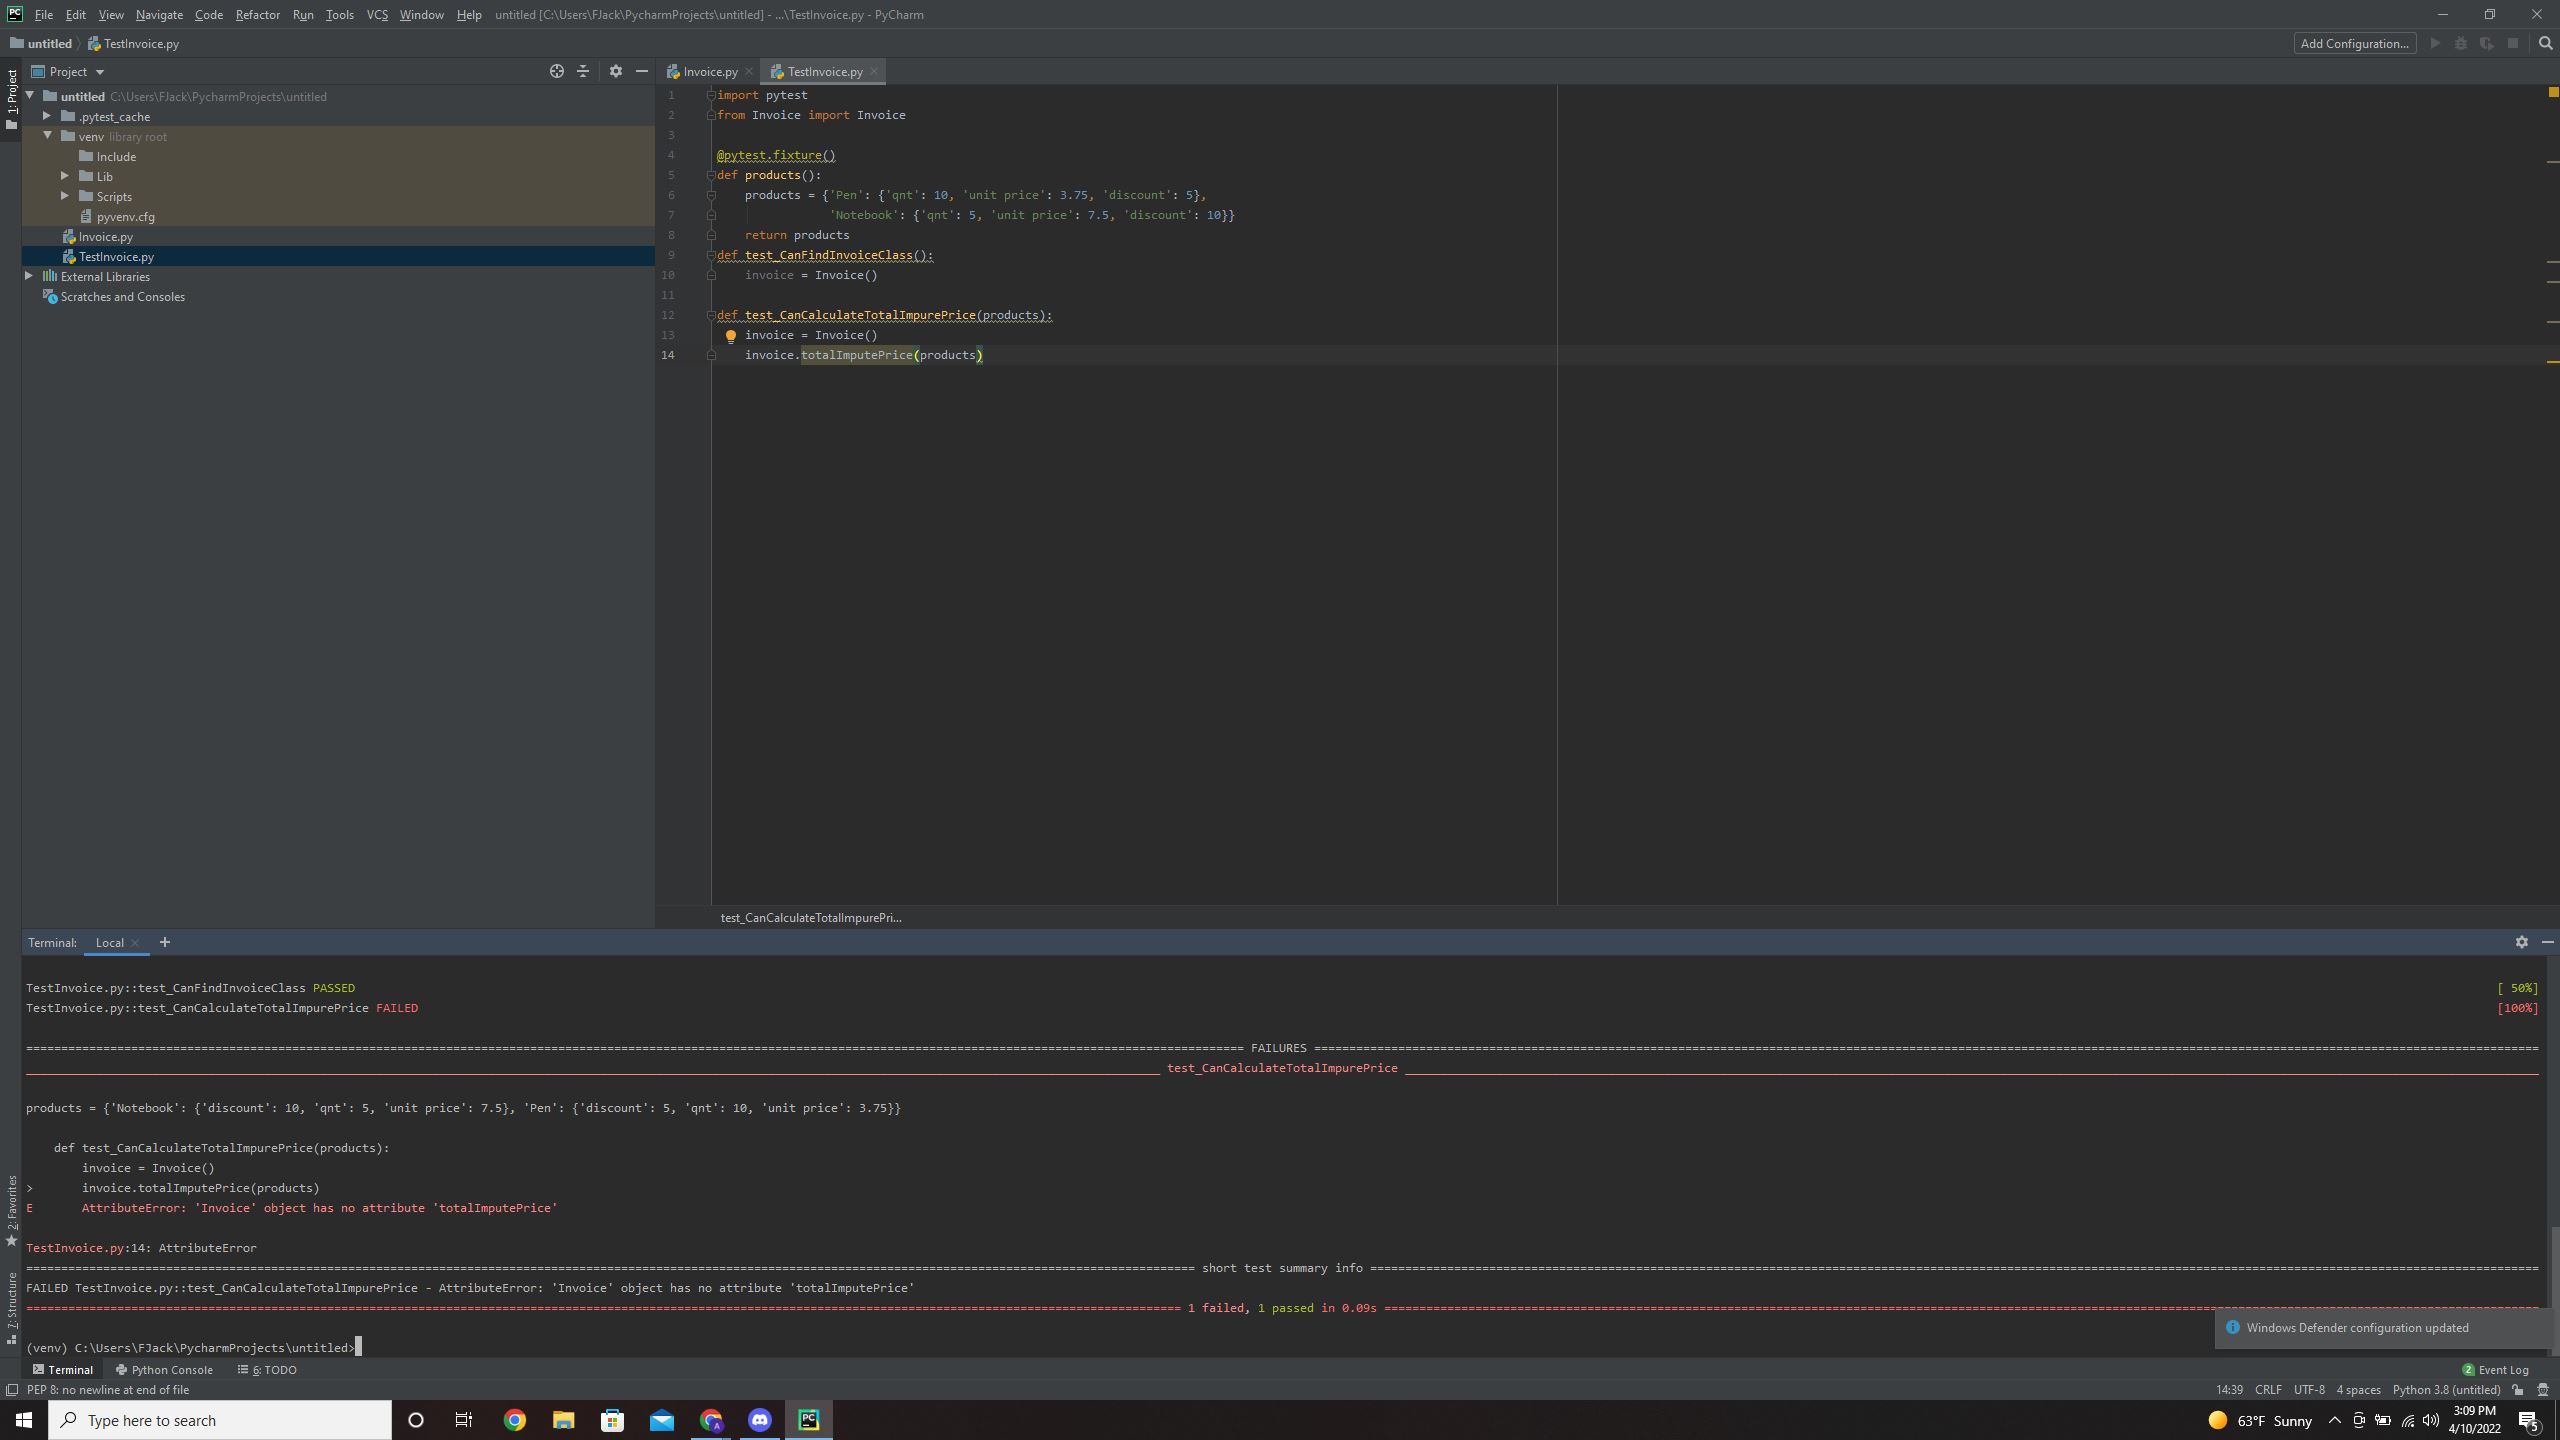 PC File Edit View Navigate Code Refactor Run Tools VCS Window Help untitled [C:\Users\FJack\PycharmProjects\untitled] - ...\TestInvoice.py - PyCharm
untitled TestInvoice.py
Add Configuration...
1: Project
Project
untitled C:\Users\FJack\PycharmProjects\untitled
.pytest_cache
venv library root
Include
Lib
Scripts
pyvenv.cfg
Invoice.py
TestInvoice.py
External Libraries
Scratches and Consoles
Invoice.py TestInvoice.py
1 import pytest
2 from Invoice import Invoice
3
4 @pytest.fixture()
5 def products():
6 products = {'Pen': {'qnt': 10, 'unit price': 3.75, 'discount': 5},
7 'Notebook': {'qnt': 5, 'unit price': 7.5, 'discount': 10}}
8 return products
9 def test_CanFindInvoiceClass():
10 invoice = Invoice()
11
12 def test_CanCalculateTotalImpurePrice(products):
13 invoice = Invoice()
14 invoice.totalImputePrice(products)
test_CanCalculateTotalImpurePri...
Terminal: Local +
TestInvoice.py::test_CanFindInvoiceClass PASSED [ 50%]
TestInvoice.py::test_CanCalculateTotalImpurePrice FAILED [100%]
FAILURES
test_CanCalculateTotalImpurePrice
products = {'Notebook': {'discount': 10, 'qnt': 5, 'unit price': 7.5}, 'Pen': {'discount': 5, 'qnt': 10, 'unit price': 3.75}}
def test_CanCalculateTotalImpurePrice(products):
invoice = Invoice()
> invoice.totalImputePrice(products)
E AttributeError: 'Invoice' object has no attribute 'totalImputePrice'
TestInvoice.py:14: AttributeError
short test summary info
FAILED TestInvoice.py::test_CanCalculateTotalImpurePrice - AttributeError: 'Invoice' object has no attribute 'totalImputePrice'
1 failed, 1 passed in 0.09s
(venv) C:\Users\FJack\PycharmProjects\untitled>
Windows Defender configuration updated
2: Favorites
7: Structure
Terminal Python Console 6: TODO
2 Event Log
PEP 8: no newline at end of file
14:39 CRLF UTF-8 4 spaces Python 3.8 (untitled)
Type here to search
A
PC
63°F Sunny
3:09 PM
4/10/2022
5